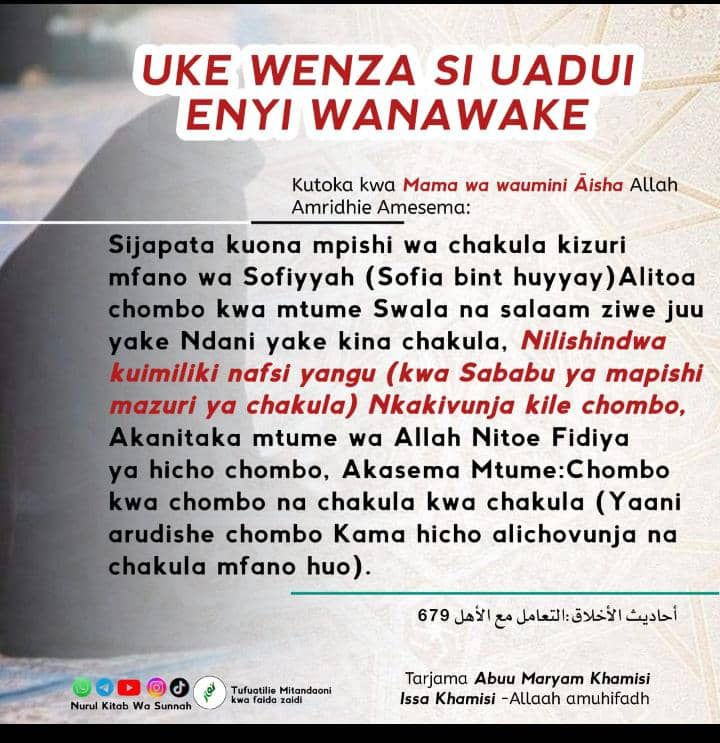 UKE WENZA SI UADUI
ENYI WANAWAKE
Kutoka kwa Mama wa waumini Āisha Allah
Amridhie Amesema:
Sijapata kuona mpishi wa chakula kizuri
mfano wa Sofiyyah (Sofia bint huyyay)Alitoa
chombo kwa mtume Swala na salaam ziwe juu
yake Ndani yake kina chakula, Nilishindwa
kuimiliki nafsi yangu (kwa Sababu ya mapishi
mazuri ya chakula) Nkakivunja kile chombo,
Akanitaka mtume wa Allah Nitoe Fidiya
ya hicho chombo, Akasema Mtume:Chombo
kwa chombo na chakula kwa chakula (Yaani
arudishe chombo Kama hicho alichovunja na
chakula mfano huo).
أحاديث الأخلاق:التعامل مع الأهل 679
Tufuatilie Mitandaoni
kwa faida zaidi
Nurul Kitab Wa Sunnah
Tarjama Abuu Maryam Khamisi
Issa Khamisi -Allaah amuhifadh